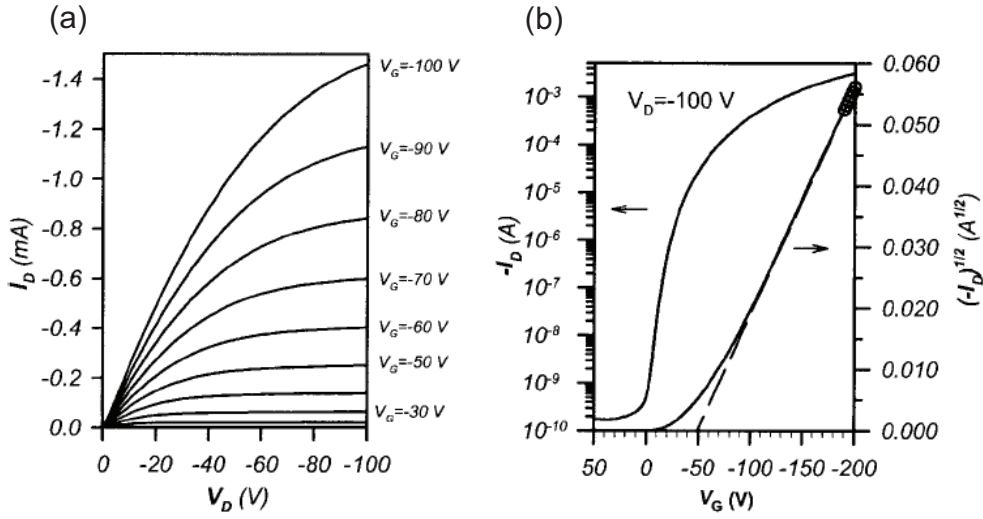 (a)
(b)
I_D (mA)
-1.4
-1.2
-1.0
-0.8
-0.6
-0.4
-0.2
0.0
V_G=-100 V
V_G=-90 V
V_G=-80 V
V_G=-70 V
V_G=-60 V
V_G=-50 V
V_G=-30 V
0 -20 -40 -60 -80 -100
V_D (V)
-I_D (A)
10^-3
10^-4
10^-5
10^-6
10^-7
10^-8
10^-9
10^-10
V_D=-100 V
0.060
0.050
0.040
0.030
0.020
0.010
0.000
(-I_D)^1/2 (A^1/2)
50 0 -50 -100 -150 -200
V_G (V)